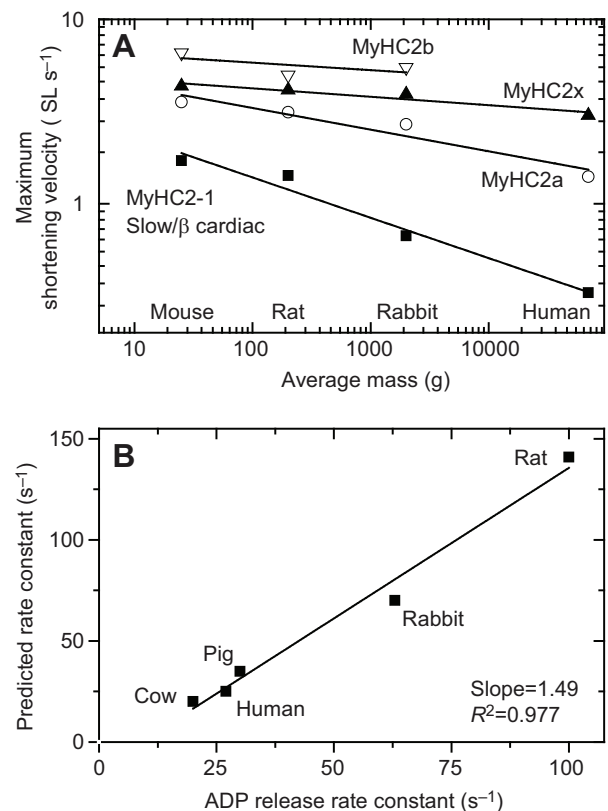 A
10
1
Maximum
shortening velocity ( SL s⁻¹)
MyHC2b
MyHC2x
MyHC2a
MyHC2-1
Slow/β cardiac
Mouse Rat Rabbit Human
10 100 1000 10000
Average mass (g)
B
150
100
50
0
Predicted rate constant (s⁻¹)
Rat
Rabbit
Pig
Cow
Human
Slope=1.49
R²=0.977
0 25 50 75 100
ADP release rate constant (s⁻¹)